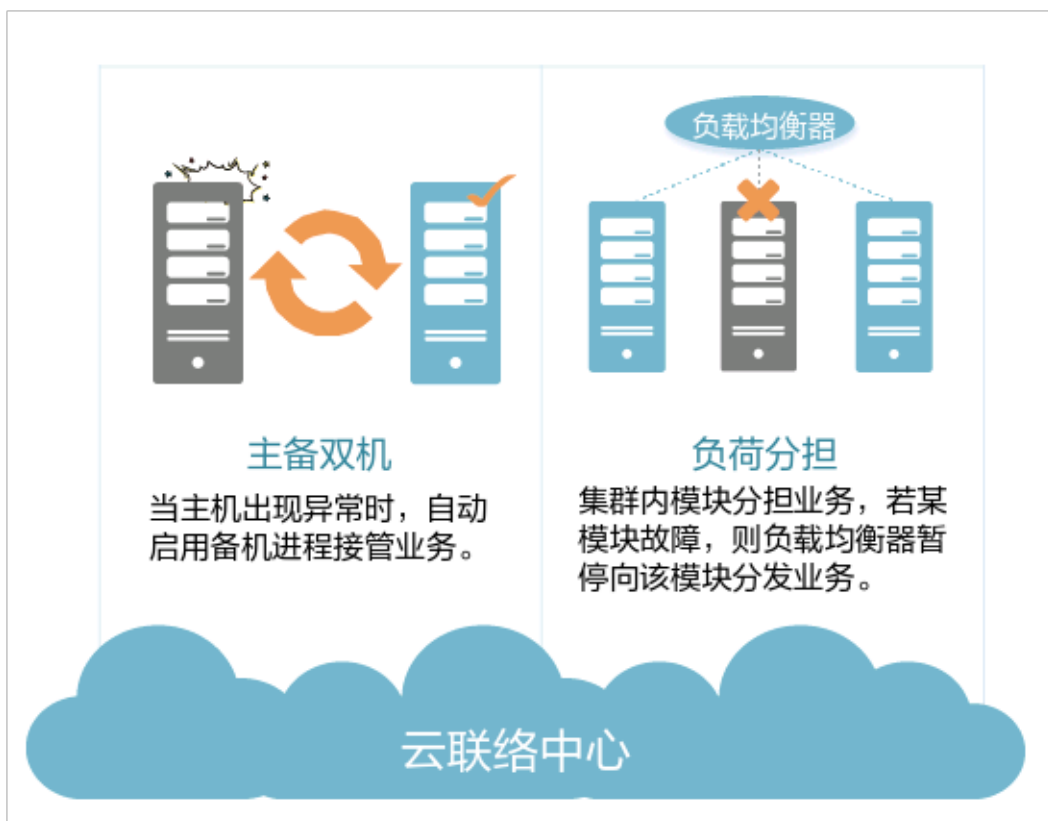 负载均衡器
主备双机
当主机出现异常时，自动
启用备机进程接管业务。
负荷分担
集群内模块分担业务，若某
模块故障，则负载均衡器暂
停向该模块分发业务。
云联络中心